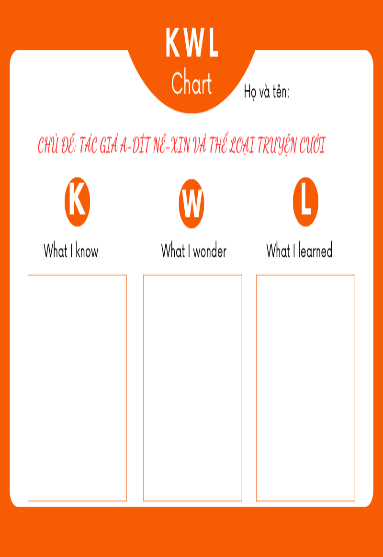 KWL
Chart
Họ và tên:
CHỦ ĐỀ: TÁC GIẢ A-DÍT NÊ-XIN VÀ THỂ LOẠI TRUYỆN CƯỜI
K W L
What I know What I wonder What I learned